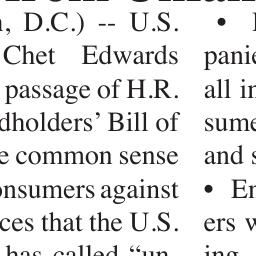 D.C.) -- U.S.
Chet Edwards
passage of H.R.
dholders' Bill of
e common sense
onsumers against
ces that the U.S.
has called "un-
•
panie
all in
sume
and s
• En
ers w
ing